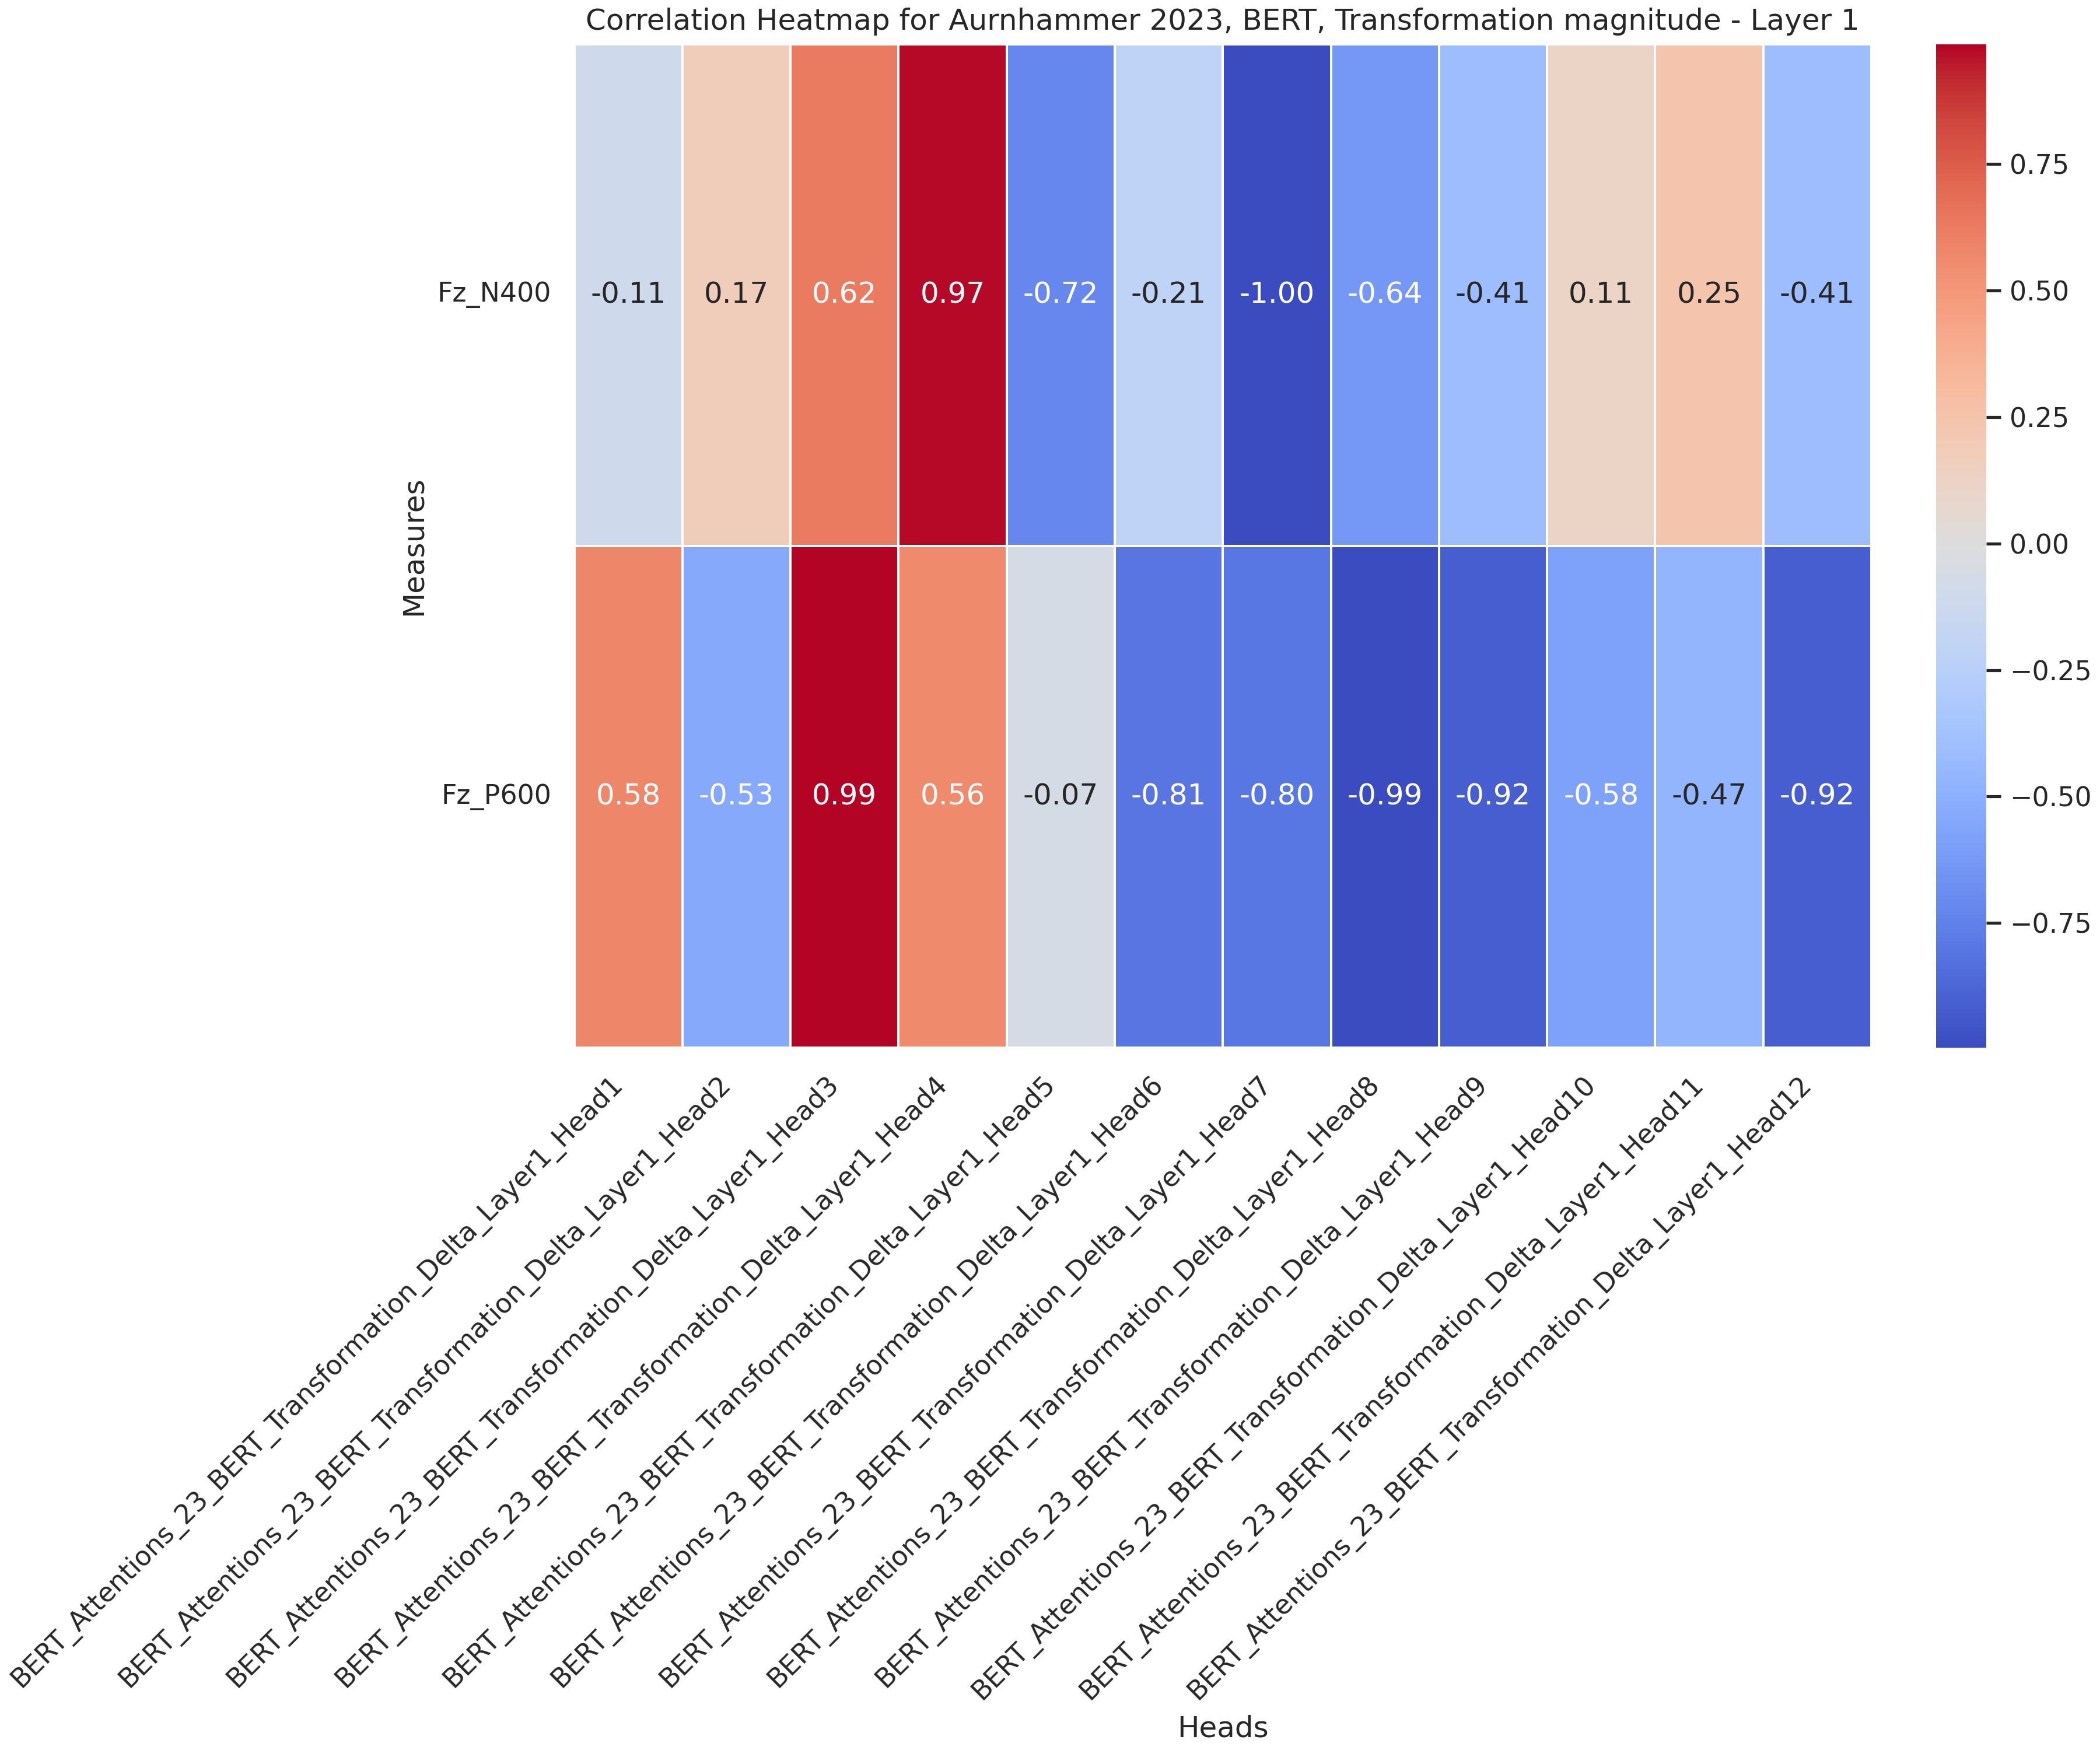 Correlation Heatmap for Aurnhammer 2023, BERT, Transformation magnitude - Layer 1
Measures
Fz_N400
-0.11 0.17 0.62 0.97 -0.72 -0.21 -1.00 -0.64 -0.41 0.11 0.25 -0.41
Fz_P600
0.58 -0.53 0.99 0.56 -0.07 -0.81 -0.80 -0.99 -0.92 -0.58 -0.47 -0.92
BERT_Attentions_23_BERT_Transformation_Delta_Layer1_Head1
BERT_Attentions_23_BERT_Transformation_Delta_Layer1_Head2
BERT_Attentions_23_BERT_Transformation_Delta_Layer1_Head3
BERT_Attentions_23_BERT_Transformation_Delta_Layer1_Head4
BERT_Attentions_23_BERT_Transformation_Delta_Layer1_Head5
BERT_Attentions_23_BERT_Transformation_Delta_Layer1_Head6
BERT_Attentions_23_BERT_Transformation_Delta_Layer1_Head7
BERT_Attentions_23_BERT_Transformation_Delta_Layer1_Head8
BERT_Attentions_23_BERT_Transformation_Delta_Layer1_Head9
BERT_Attentions_23_BERT_Transformation_Delta_Layer1_Head10
BERT_Attentions_23_BERT_Transformation_Delta_Layer1_Head11
BERT_Attentions_23_BERT_Transformation_Delta_Layer1_Head12
Heads
0.75
0.50
0.25
0.00
−0.25
−0.50
−0.75